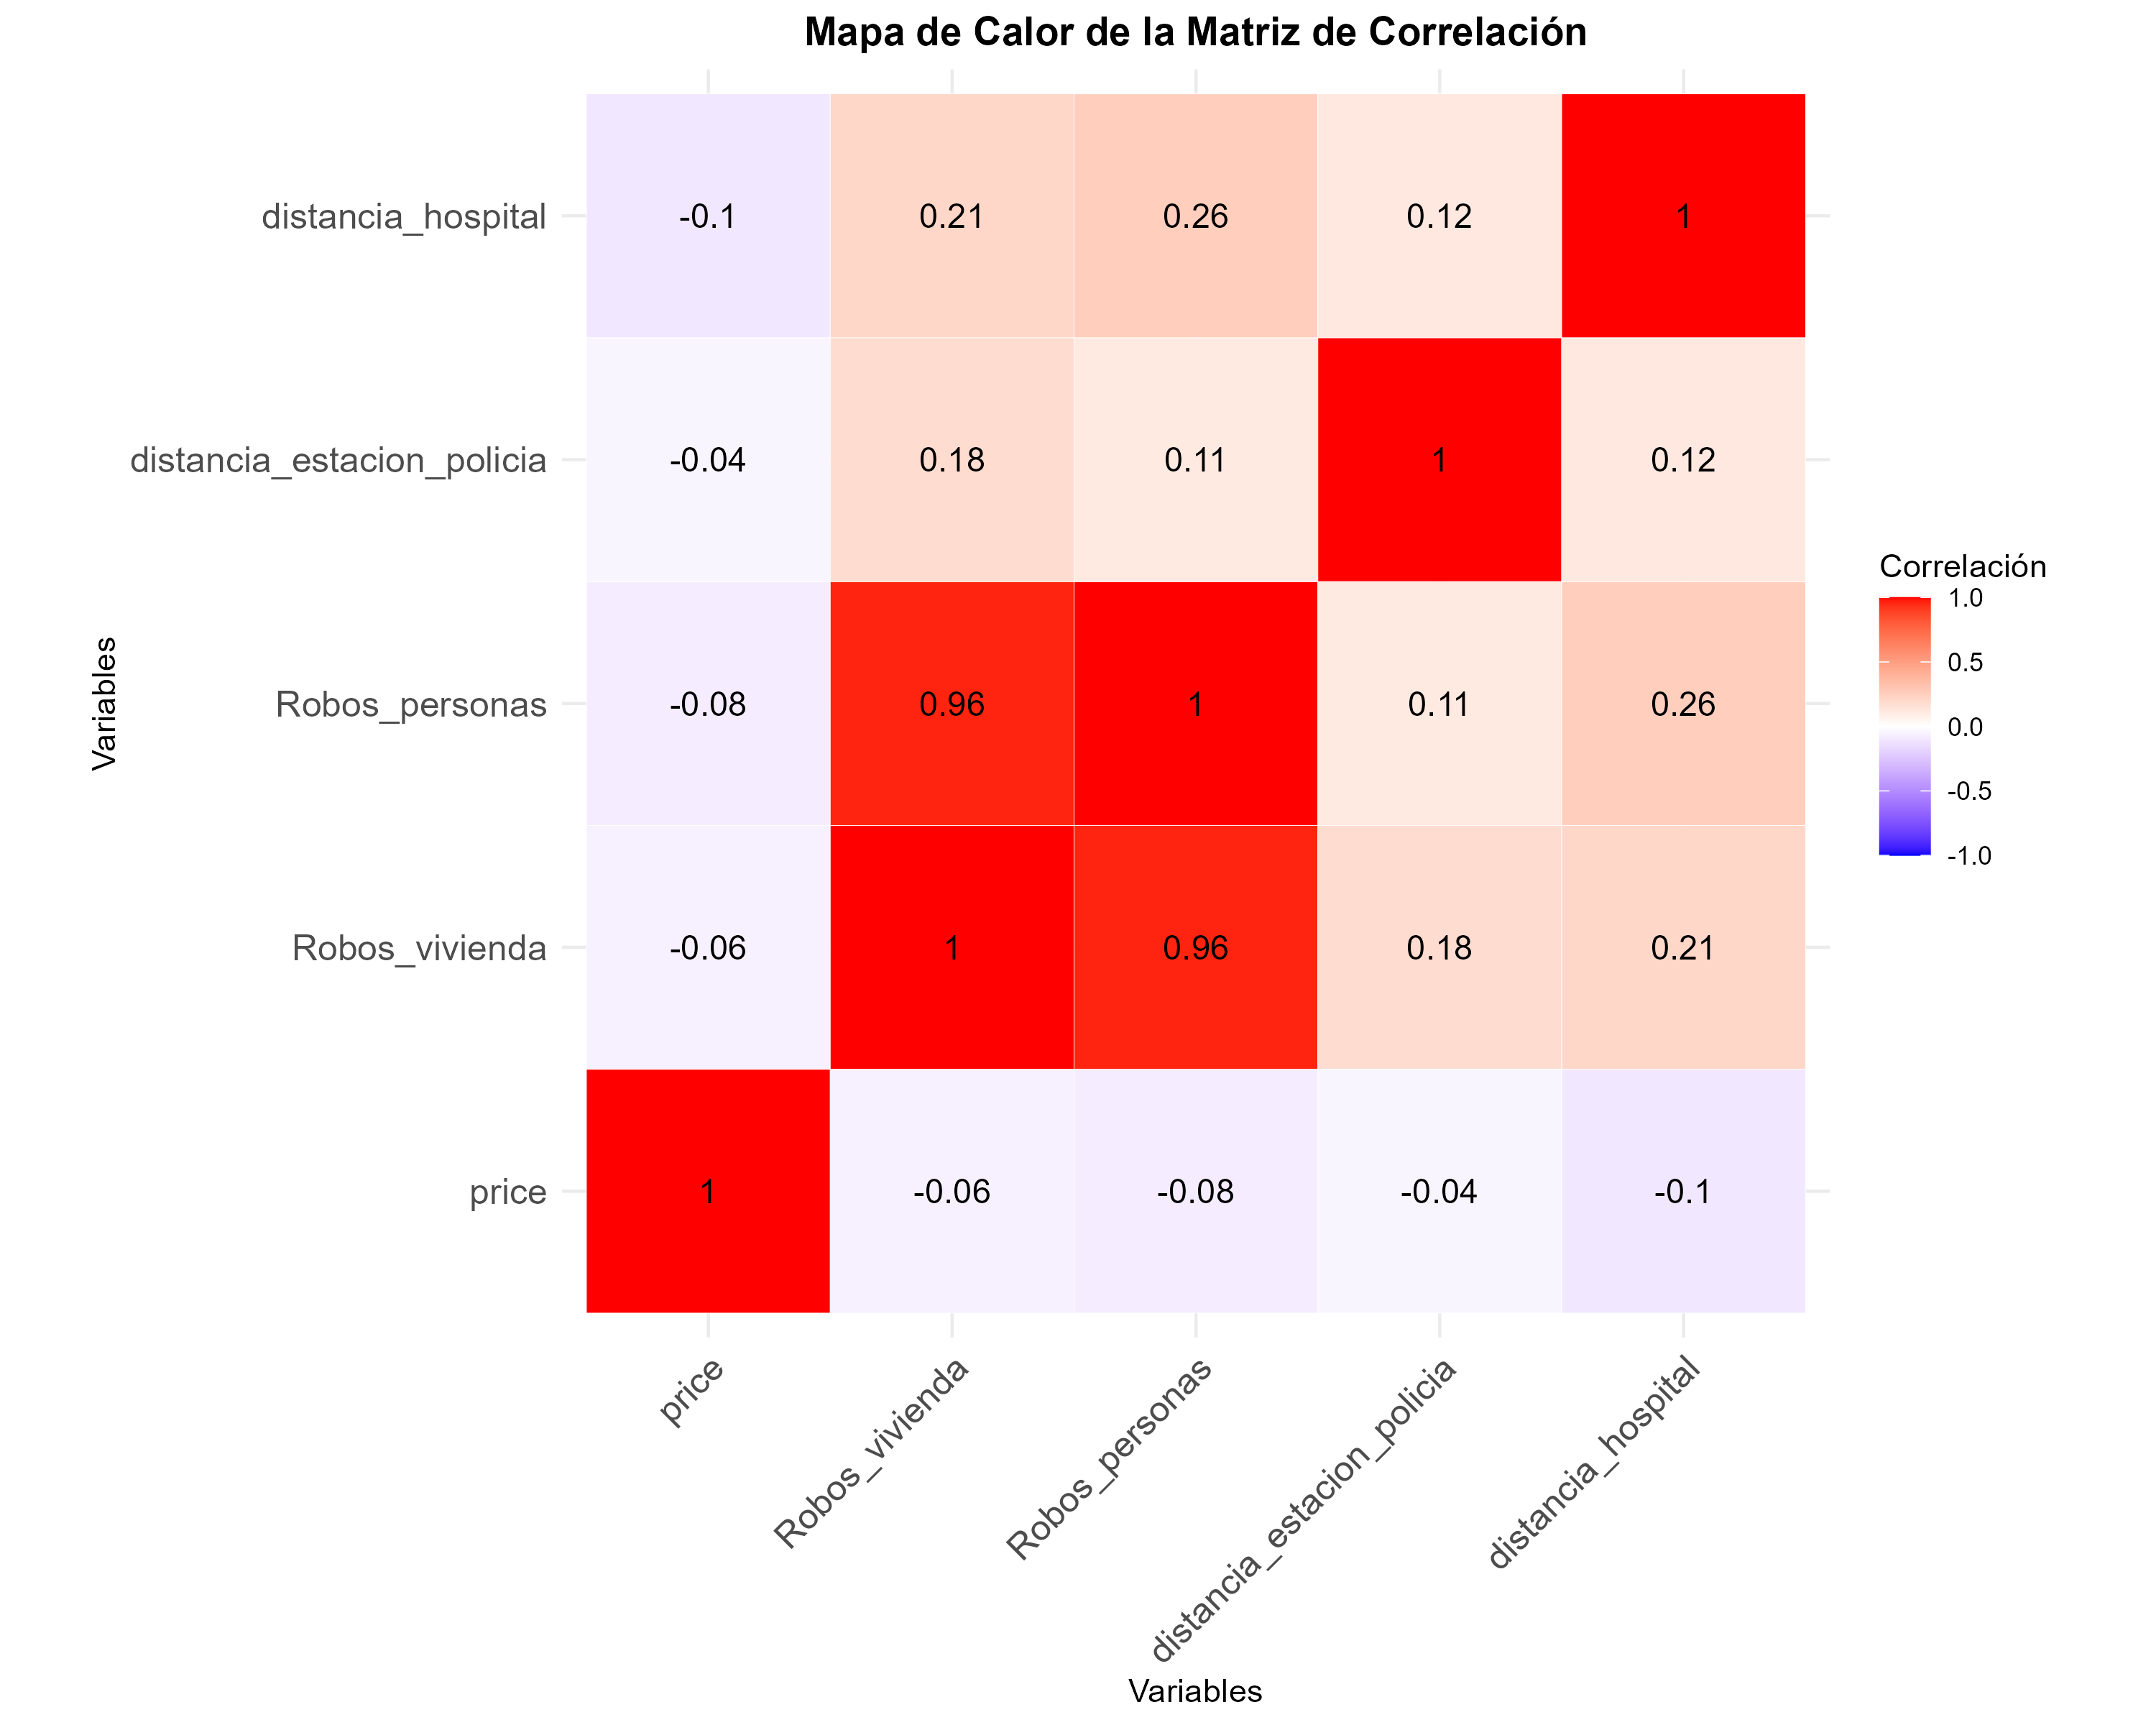 Mapa de Calor de la Matriz de Correlación
distancia_hospital
-0.1
0.21
0.26
0.12
1
distancia_estacion_policia
-0.04
0.18
0.11
1
0.12
Robos_personas
-0.08
0.96
1
0.11
0.26
Robos_vivienda
-0.06
1
0.96
0.18
0.21
price
1
-0.06
-0.08
-0.04
-0.1
Variables
price
Robos_vivienda
Robos_personas
distancia_estacion_policia
distancia_hospital
Variables
Correlación
1.0
0.5
0.0
-0.5
-1.0